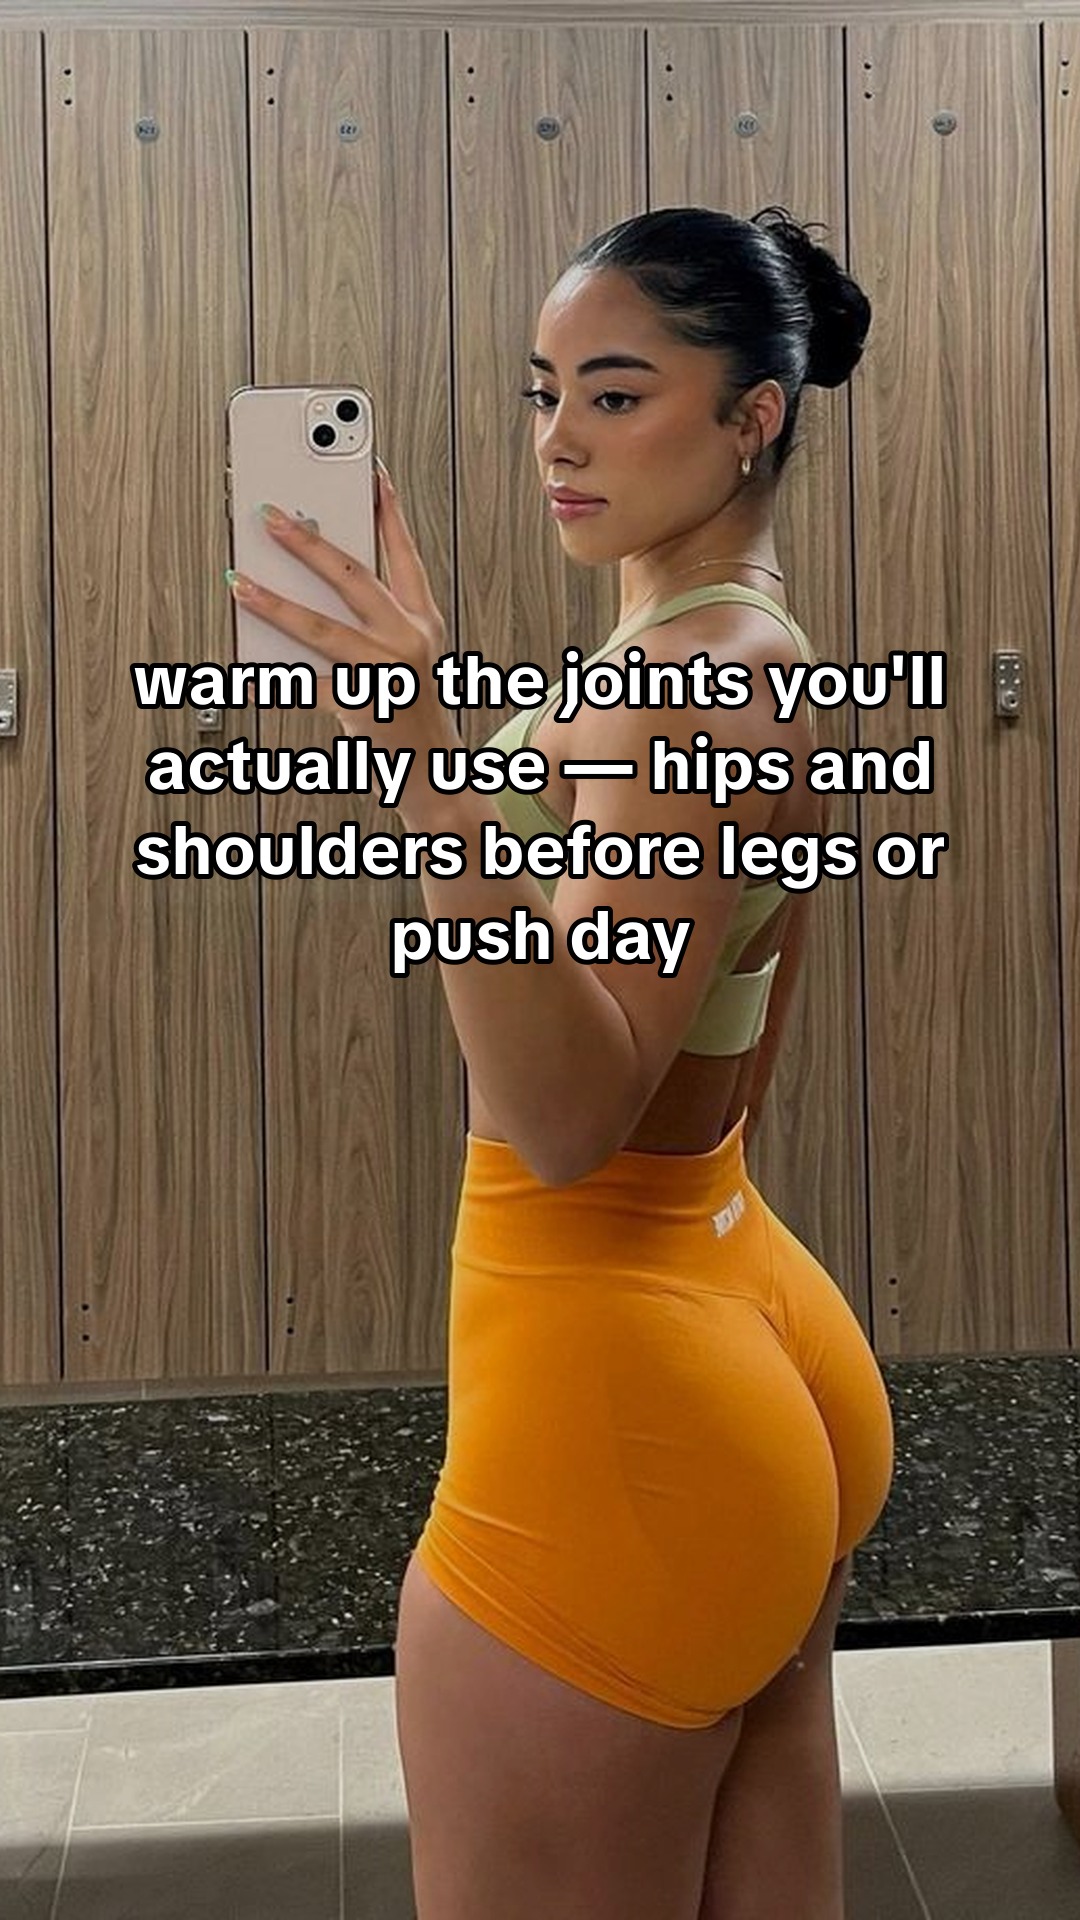 warm up the joints you'll
actually use — hips and
shoulders before legs or
push day